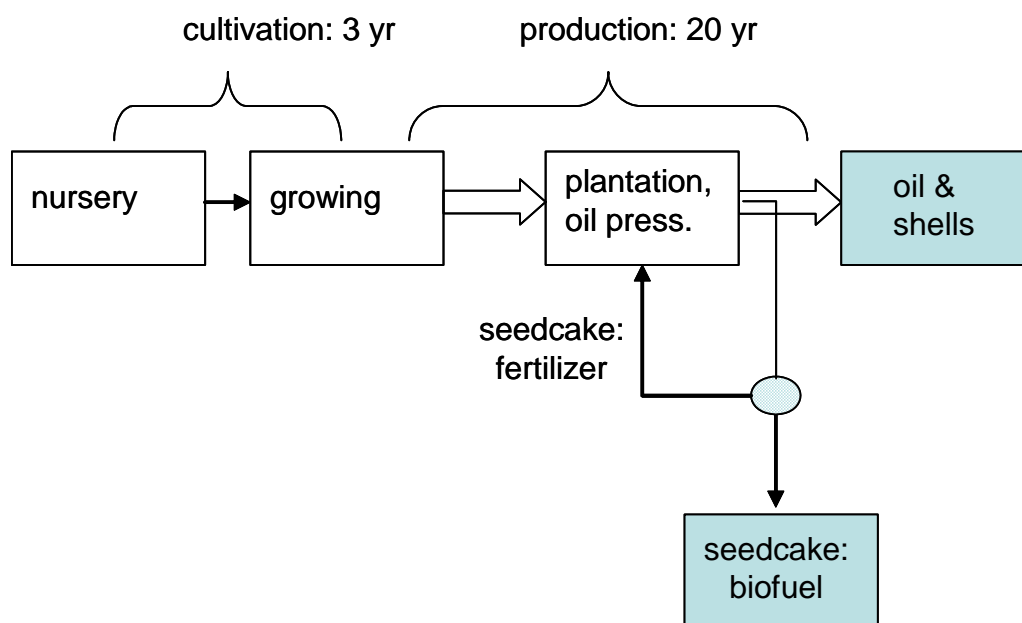 cultivation: 3 yr
production: 20 yr
nursery
growing
plantation,
oil press.
oil &
shells
seedcake:
fertilizer
seedcake:
biofuel